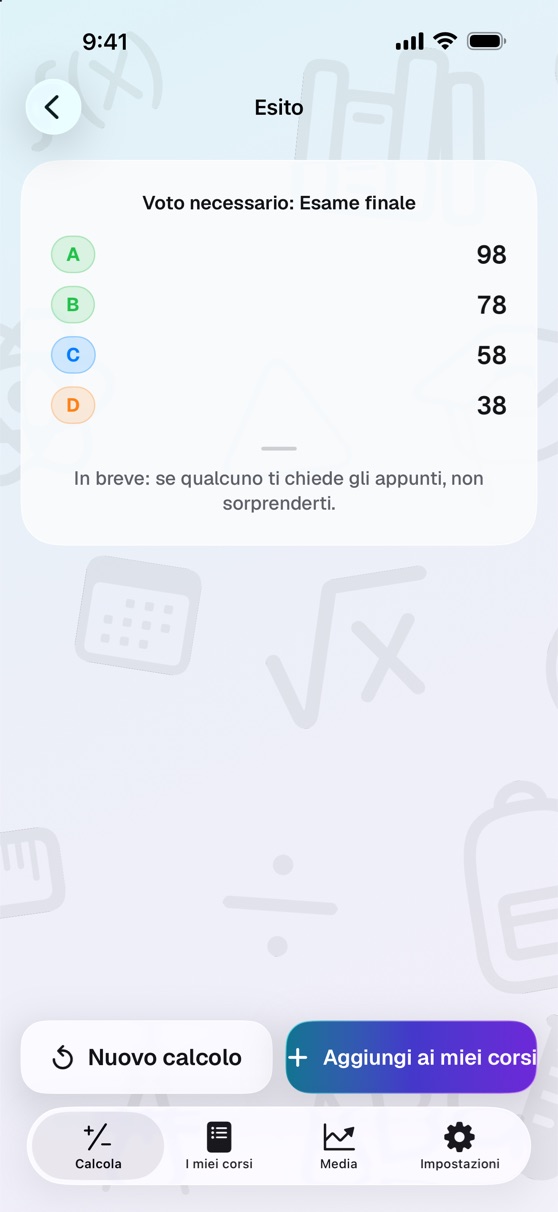 9:41
Esito
Voto necessario: Esame finale
A 98
B 78
C 58
D 38
In breve: se qualcuno ti chiede gli appunti, non
sorprenderti.
Nuovo calcolo
+ Aggiungi ai miei corsi
Calcola
I miei corsi
Media
Impostazioni